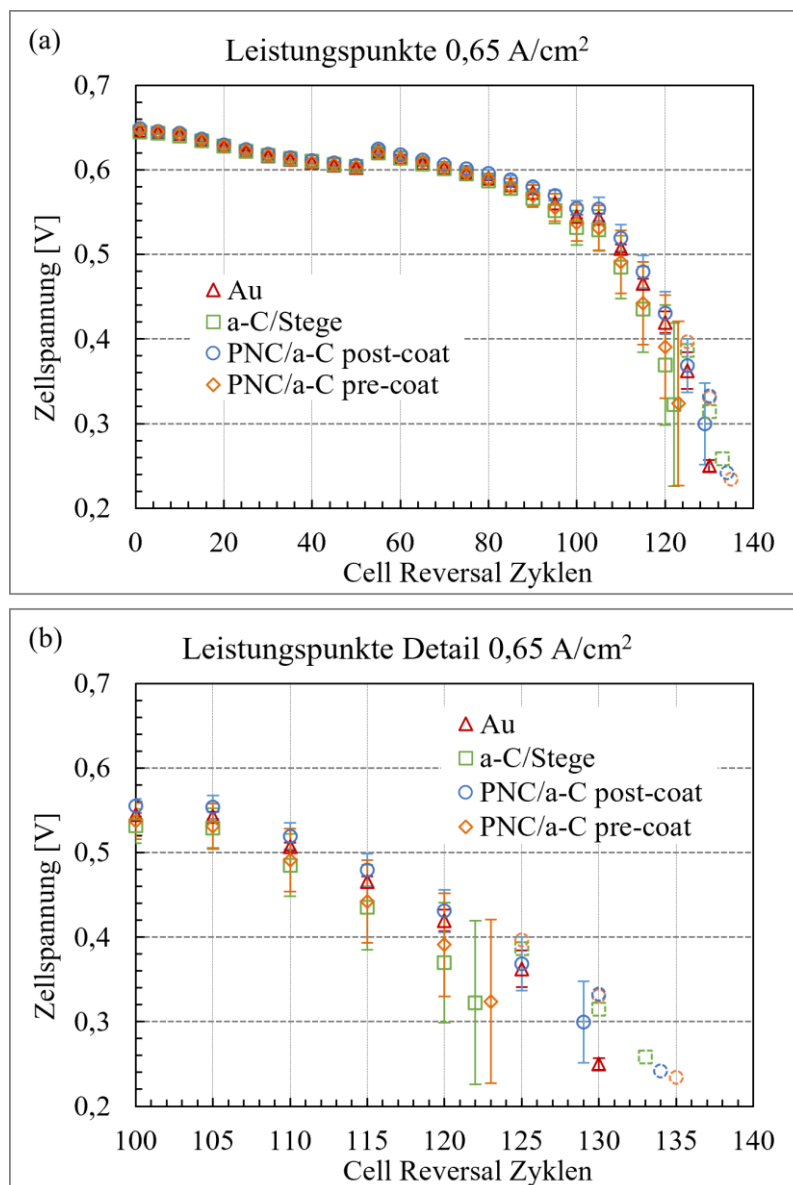 (a)
Leistungspunkte 0,65 A/cm²
0,7
0,6
0,5
0,4
0,3
0,2
Zellspannung [V]
Au
a-C/Stege
PNC/a-C post-coat
PNC/a-C pre-coat
0 20 40 60 80 100 120 140
Cell Reversal Zyklen
(b)
Leistungspunkte Detail 0,65 A/cm²
0,7
0,6
0,5
0,4
0,3
0,2
Zellspannung [V]
Au
a-C/Stege
PNC/a-C post-coat
PNC/a-C pre-coat
100 105 110 115 120 125 130 135 140
Cell Reversal Zyklen